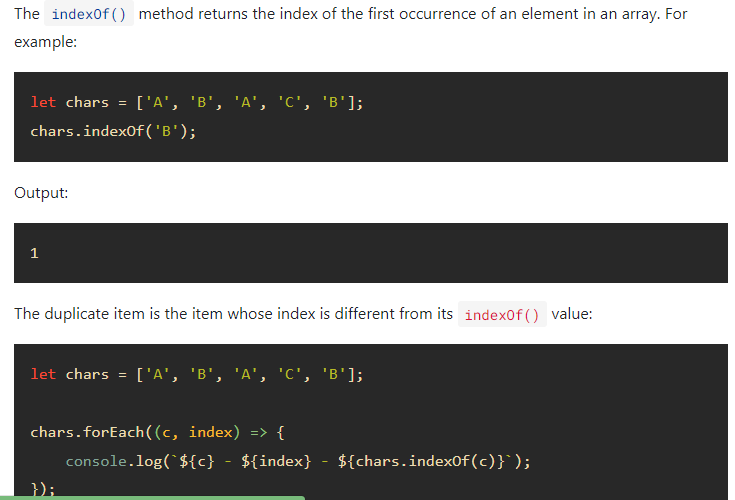 The indexOf() method returns the index of the first occurrence of an element in an array. For
example:
let chars = ['A', 'B', 'A', 'C', 'B'];
chars.indexOf('B');
Output:
1
The duplicate item is the item whose index is different from its indexOf() value:
let chars = ['A', 'B', 'A', 'C', 'B'];
chars.forEach((c, index) => {
    console.log(`${c} - ${index} - ${chars.indexOf(c)}`);
});